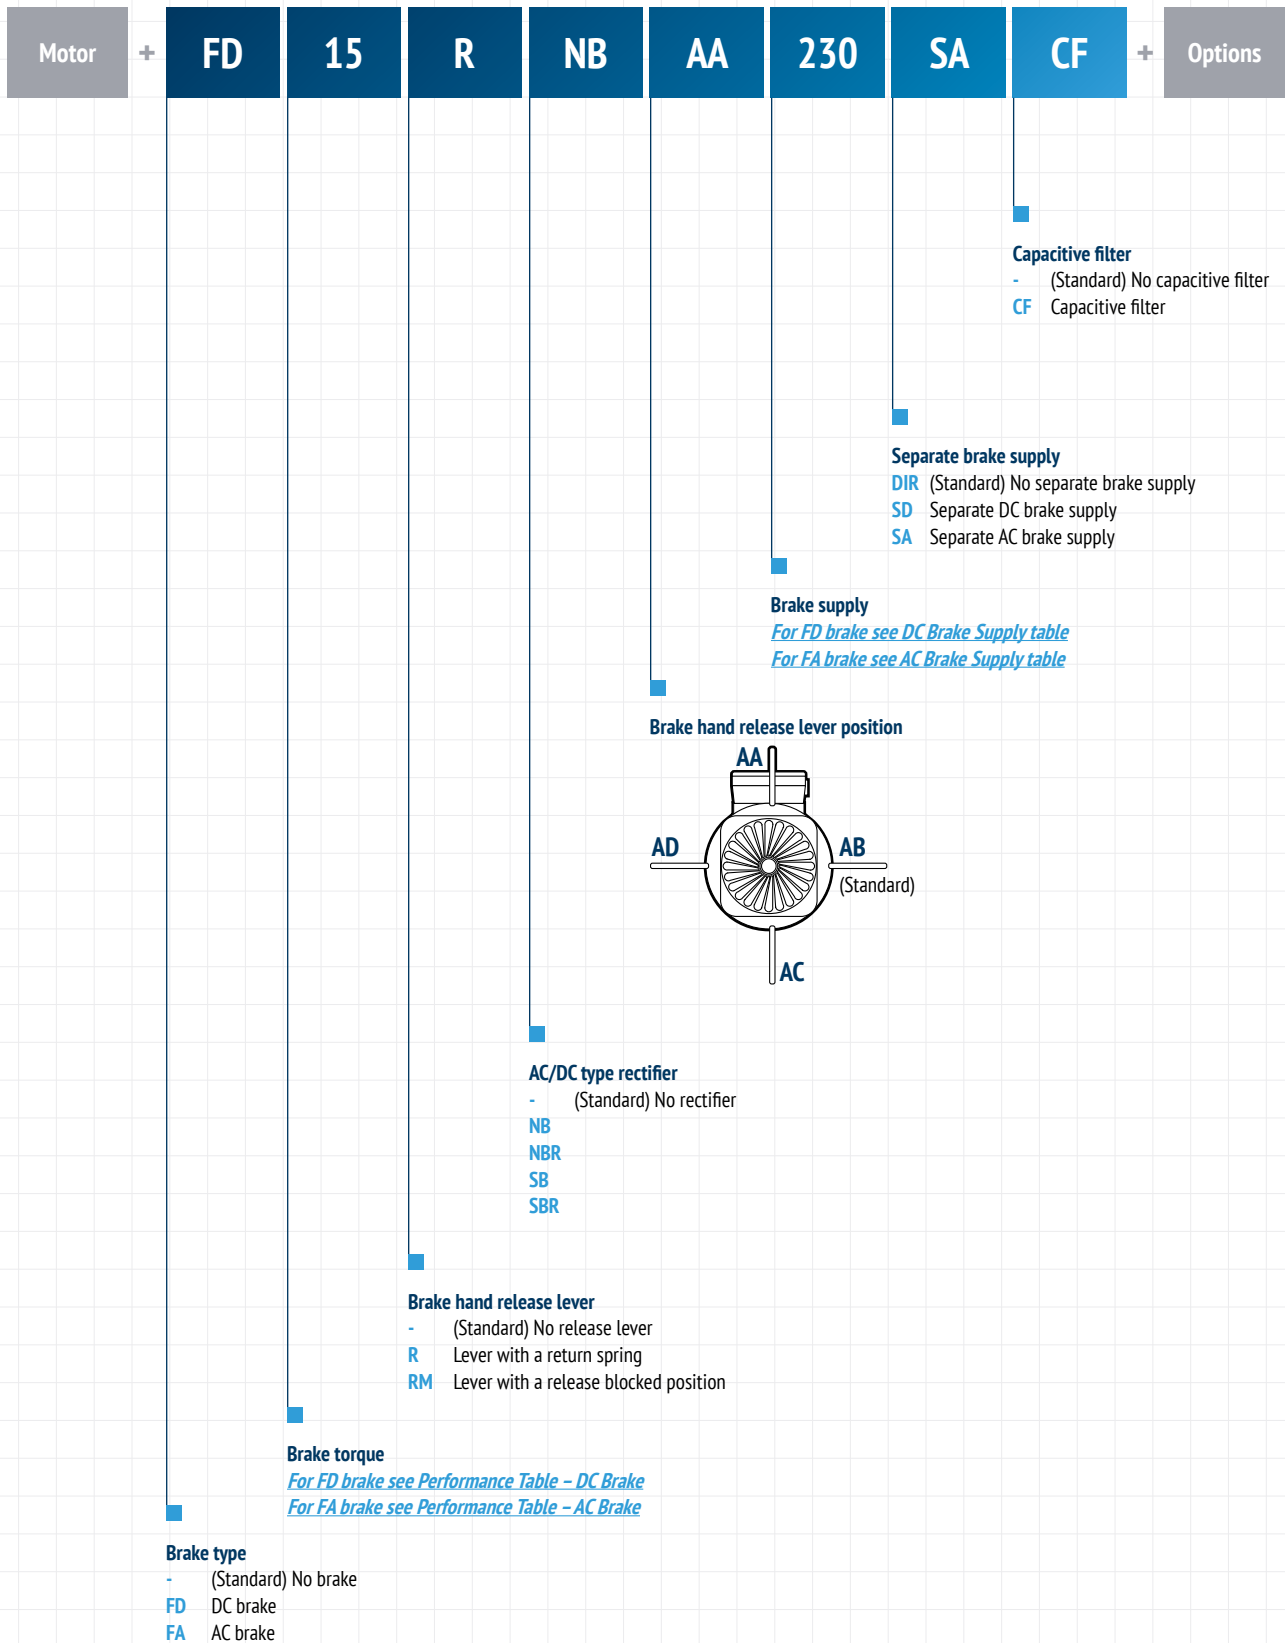 Motor + FD 15 R NB AA 230 SA CF + Options
Capacitive filter
- (Standard) No capacitive filter
CF Capacitive filter
Separate brake supply
DIR (Standard) No separate brake supply
SD Separate DC brake supply
SA Separate AC brake supply
Brake supply
For FD brake see DC Brake Supply table
For FA brake see AC Brake Supply table
Brake hand release lever position
AA
AD AB
(Standard)
AC
AC/DC type rectifier
- (Standard) No rectifier
NB
NBR
SB
SBR
Brake hand release lever
- (Standard) No release lever
R Lever with a return spring
RM Lever with a release blocked position
Brake torque
For FD brake see Performance Table – DC Brake
For FA brake see Performance Table – AC Brake
Brake type
- (Standard) No brake
FD DC brake
FA AC brake